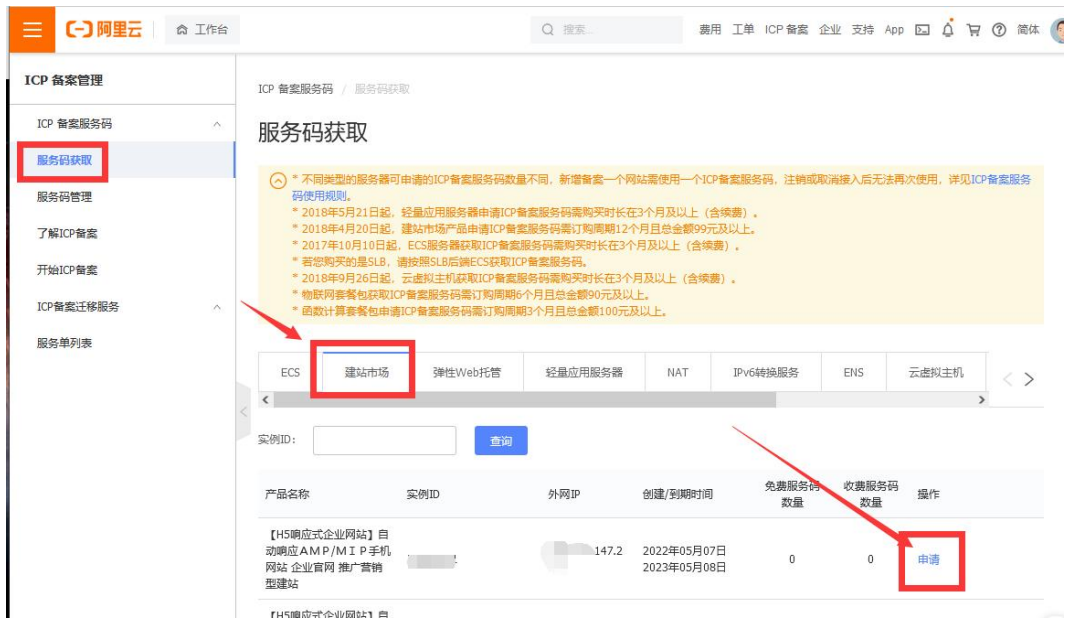 阿里云
工作台
搜索...
费用 工单 ICP 备案 企业 支持 App 简体
ICP 备案管理
ICP 备案服务码
服务码获取
服务码管理
了解ICP备案
开始ICP备案
ICP备案迁移服务
服务单列表
ICP 备案服务码 / 服务码获取
服务码获取
* 不同类型的服务器可申请的ICP备案服务码数量不同，新增备案一个网站需使用一个ICP备案服务码，注销或取消接入后无法再次使用，详见ICP备案服务
码使用规则。
* 2018年5月21日起，轻量应用服务器申请ICP备案服务码需购买时长在3个月及以上（含续费）。
* 2018年4月20日起，建站市场产品申请ICP备案服务码需订购周期12个月且总金额99元及以上。
* 2017年10月10日起，ECS服务器获取ICP备案服务码需购买时长在3个月及以上（含续费）。
* 若您购买的是SLB，请按照SLB后端ECS获取ICP备案服务码。
* 2018年9月26日起，云虚拟主机获取ICP备案服务码需购买时长在3个月及以上（含续费）。
* 物联网套餐包获取ICP备案服务码需订购周期6个月且总金额90元及以上。
* 函数计算套餐包申请ICP备案服务码需订购周期3个月且总金额100元及以上。
ECS 建站市场 弹性Web托管 轻量应用服务器 NAT IPv6转换服务 ENS 云虚拟主机
实例ID：
查询
产品名称 实例ID 外网IP 创建/到期时间 免费服务码 收费服务码 操作
数量 数量
【H5响应式企业网站】自
动响应AMP/MIP手机
网站 企业官网 推广营销
型建站
147.2
2022年05月07日
2023年05月08日
0 0 申请
【H5响应式企业网站】自